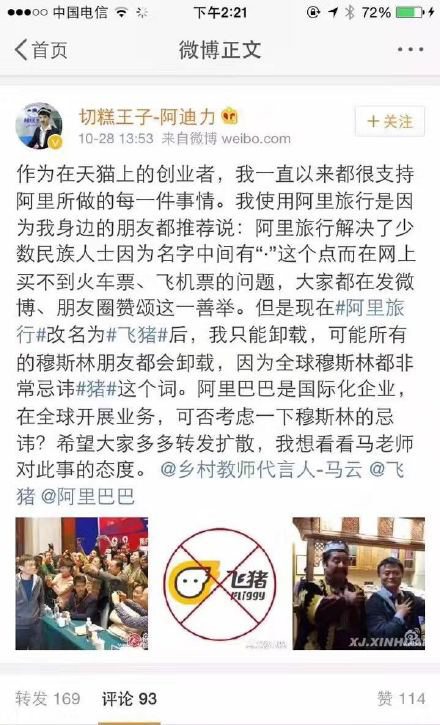 中国电信
下午2:21
72%
首页
微博正文
切糕王子-阿迪力
10-28 13:53 来自微博 weibo.com
+关注
作为在天猫上的创业者，我一直以来都很支持
阿里所做的每一件事情。我使用阿里旅行是因
为我身边的朋友都推荐说：阿里旅行解决了少
数民族人士因为名字中间有“·”这个点而在网上
买不到火车票、飞机票的问题，大家都在发微
博、朋友圈赞颂这一善举。但是现在#阿里旅
行#改名为#飞猪#后，我只能卸载，可能所有
的穆斯林朋友都会卸载，因为全球穆斯林都非
常忌讳#猪#这个词。阿里巴巴是国际化企业，
在全球开展业务，可否考虑一下穆斯林的忌
讳？希望大家多多转发扩散，我想看看马老师
对此事的态度。@乡村教师代言人-马云 @飞
猪 @阿里巴巴
飞猪
Fliggy
XJ.XINHUA
转发 169
评论 93
赞 114